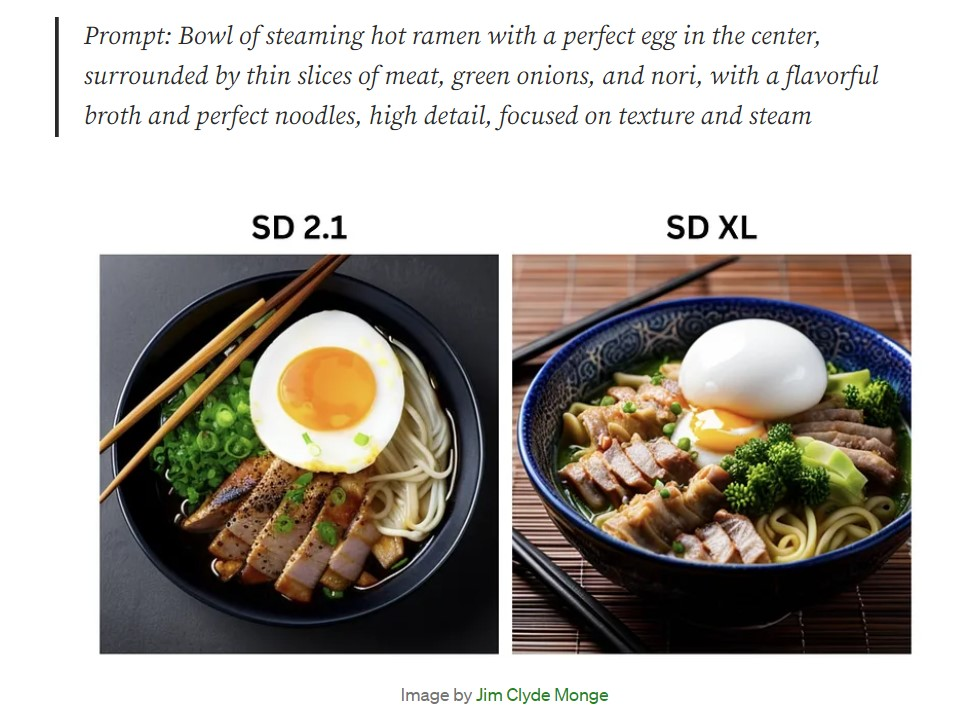 Prompt: Bowl of steaming hot ramen with a perfect egg in the center,
surrounded by thin slices of meat, green onions, and nori, with a flavorful
broth and perfect noodles, high detail, focused on texture and steam
SD 2.1
SD XL
Image by Jim Clyde Monge